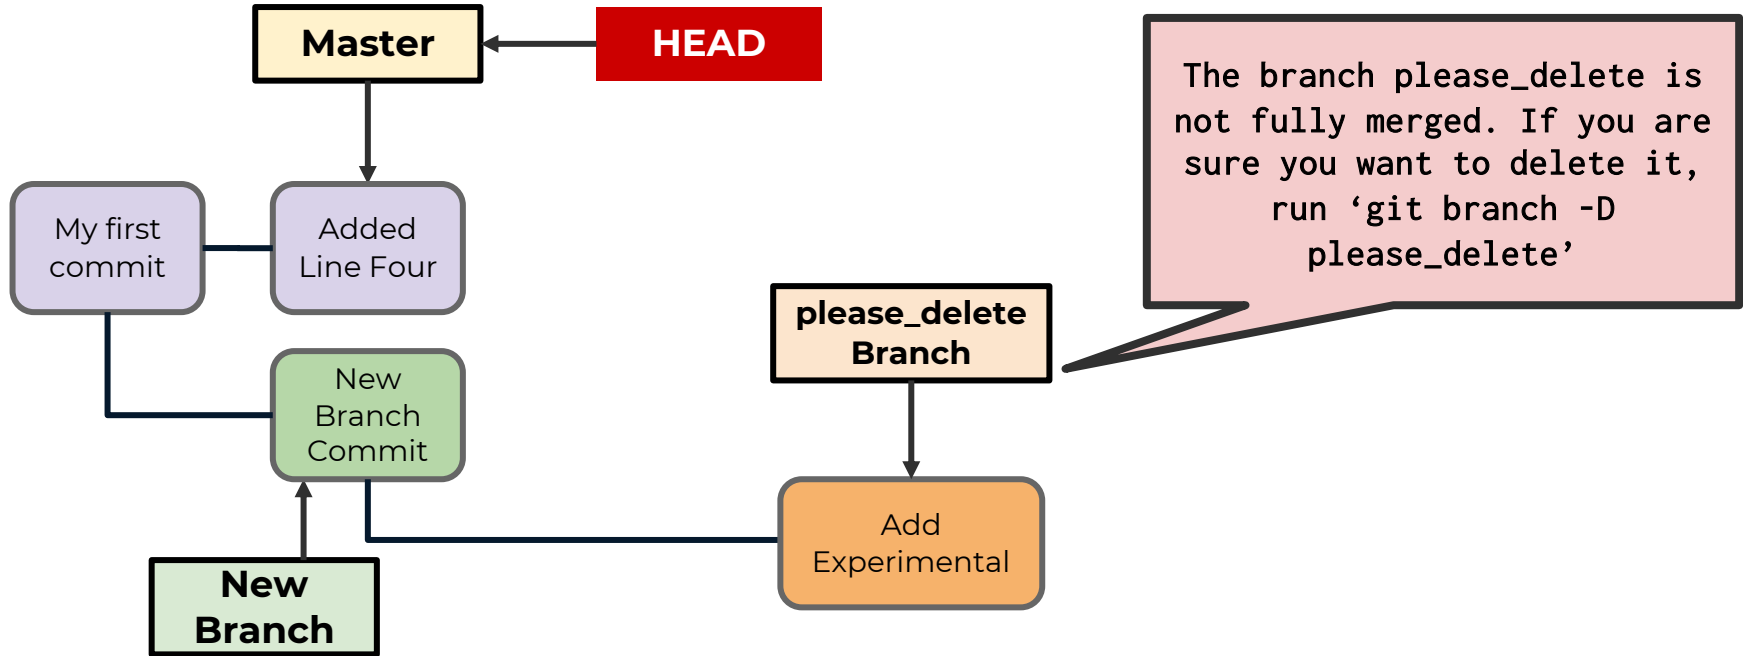 Master
HEAD
The branch please_delete is
not fully merged. If you are
sure you want to delete it,
run ‘git branch -D
please_delete’
My first
commit
Added
Line Four
please_delete
Branch
New
Branch
Commit
Add
Experimental
New
Branch